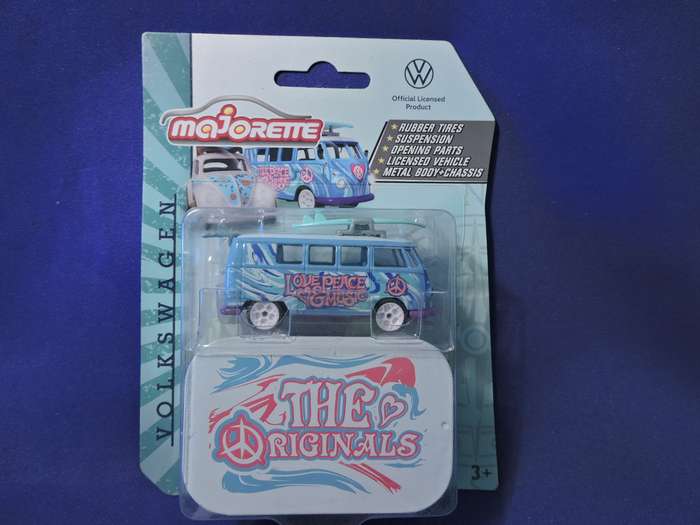 Official Licensed
Product
majorette
RUBBER TIRES
SUSPENSION
OPENING PARTS
LICENSED VEHICLE
METAL BODY+CHASSIS
VOLKSWAGEN
LOVE PEACE
& MUSIC
THE
ORIGINALS
3+